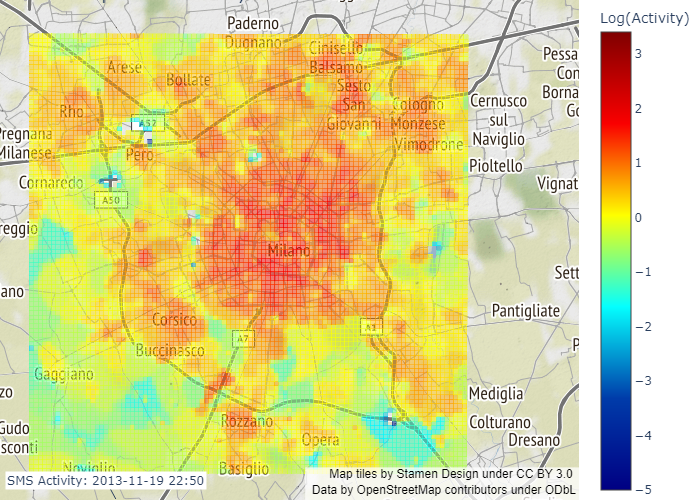 Paderno
Dugnano
Log(Activity)
Cinisello
Balsamo
Arese
Bollate
Sesto
San
Giovanni
Pessa
Con
Borna
Go
Rho
Cologno
Monzese
Cernusco
sul
Naviglio
A52
Pregnana
Milanese
Pero
Vimodrone
Pioltello
Cornaredo
Vignat
A50
reggio
Milano
Sett
ano
Pantigliate
Corsico
A7
Buccinasco
Gaggiano
zo
Mediglia
Rozzano
Colturano
Gudo
sconti
Opera
Dresano
Noviglio
Basiglio
SMS Activity: 2013-11-19 22:50
Map tiles by Stamen Design under CC BY 3.0
Data by OpenStreetMap contributors under ODbL
3
2
1
0
−1
−2
−3
−4
−5